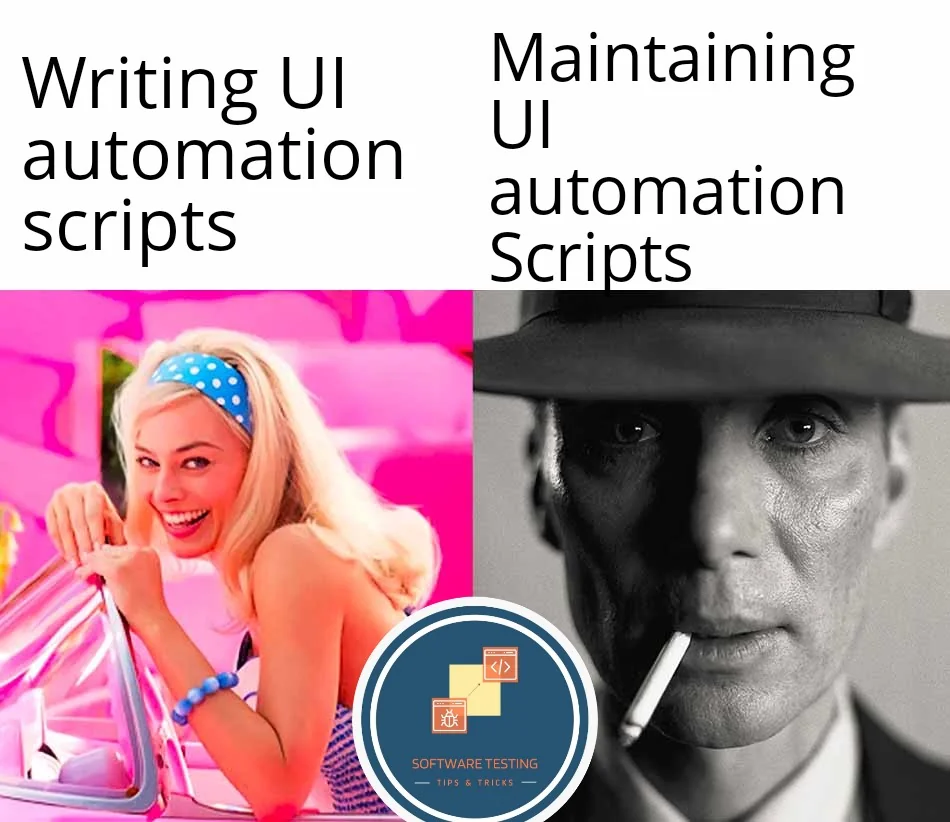 Writing UI
automation
scripts
Maintaining
UI
automation
Scripts
</>
SOFTWARE TESTING
TIPS & TRICKS